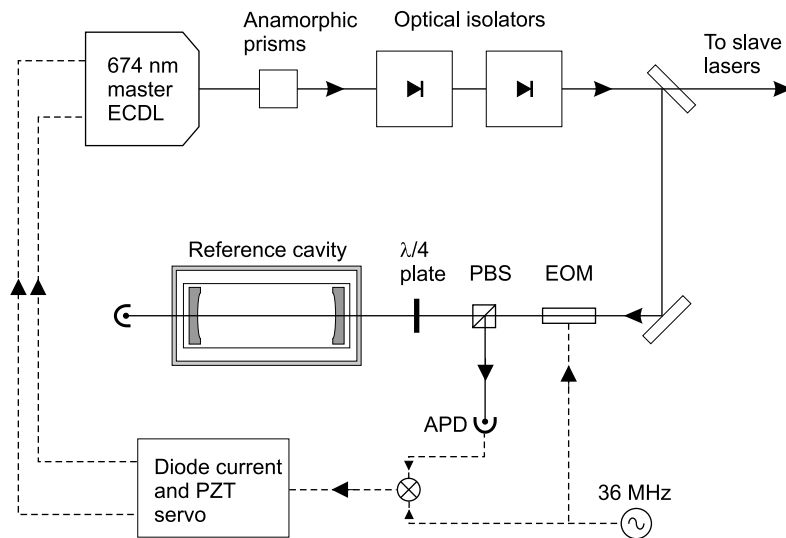 Anamorphic
prisms
Optical isolators
To slave
lasers
674 nm
master
ECDL
Reference cavity
λ/4
plate
PBS
EOM
APD
Diode current
and PZT
servo
36 MHz